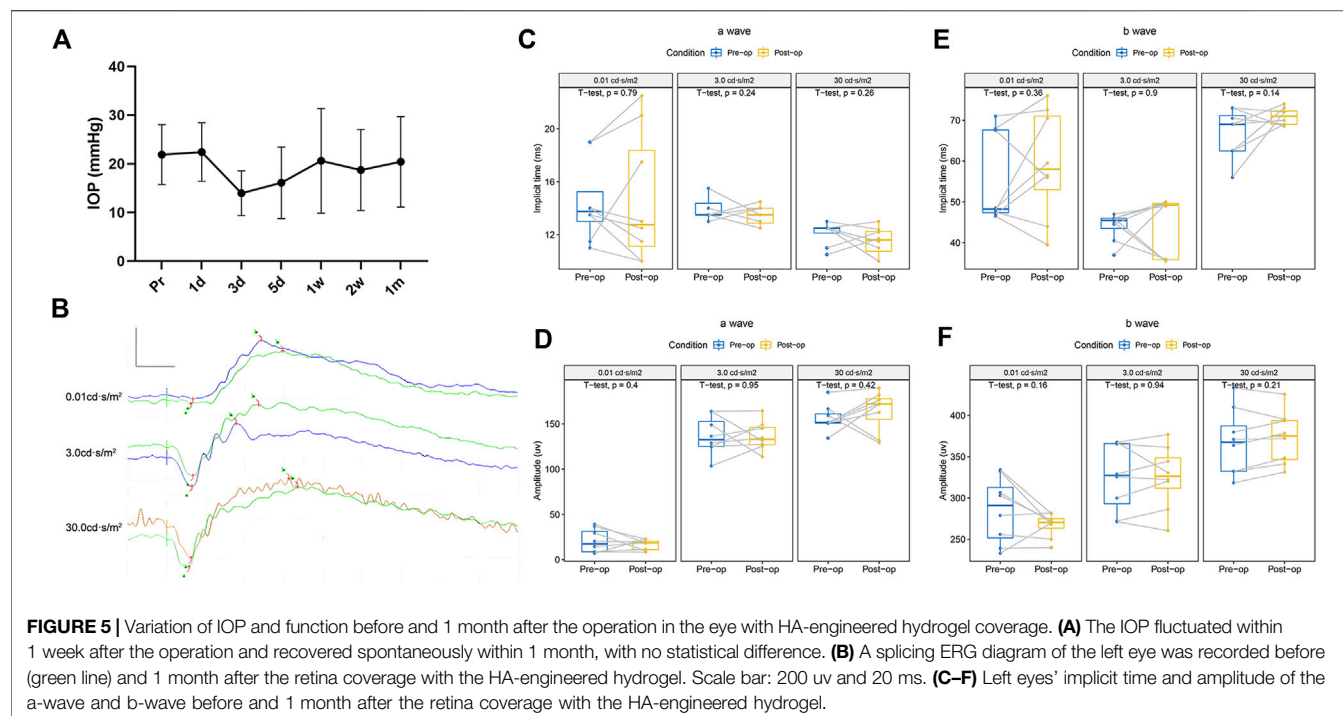 A
IOP (mmHg)
40
30
20
10
0
Pr
1d
3d
5d
1w
2w
1m
B
0.01cd·s/m²
3.0cd·s/m²
30.0cd·s/m²
C
a wave
Condition Pre-op Post-op
0.01 cd·s/m2 3.0 cd·s/m2 30 cd·s/m2
T-test, p = 0.79 T-test, p = 0.24 T-test, p = 0.26
Implicit time (ms)
20
16
12
Pre-op Post-op Pre-op Post-op Pre-op Post-op
D
a wave
Condition Pre-op Post-op
0.01 cd·s/m2 3.0 cd·s/m2 30 cd·s/m2
T-test, p = 0.4 T-test, p = 0.95 T-test, p = 0.42
Amplitude (uv)
150
100
50
0
Pre-op Post-op Pre-op Post-op Pre-op Post-op
E
b wave
Condition Pre-op Post-op
0.01 cd·s/m2 3.0 cd·s/m2 30 cd·s/m2
T-test, p = 0.36 T-test, p = 0.9 T-test, p = 0.14
Implicit time (ms)
70
60
50
40
Pre-op Post-op Pre-op Post-op Pre-op Post-op
F
b wave
Condition Pre-op Post-op
0.01 cd·s/m2 3.0 cd·s/m2 30 cd·s/m2
T-test, p = 0.16 T-test, p = 0.94 T-test, p = 0.21
Amplitude (uv)
400
350
300
250
Pre-op Post-op Pre-op Post-op Pre-op Post-op
FIGURE 5 | Variation of IOP and function before and 1 month after the operation in the eye with HA-engineered hydrogel coverage. (A) The IOP fluctuated within
1 week after the operation and recovered spontaneously within 1 month, with no statistical difference. (B) A splicing ERG diagram of the left eye was recorded before
(green line) and 1 month after the retina coverage with the HA-engineered hydrogel. Scale bar: 200 uv and 20 ms. (C–F) Left eyes' implicit time and amplitude of the
a-wave and b-wave before and 1 month after the retina coverage with the HA-engineered hydrogel.